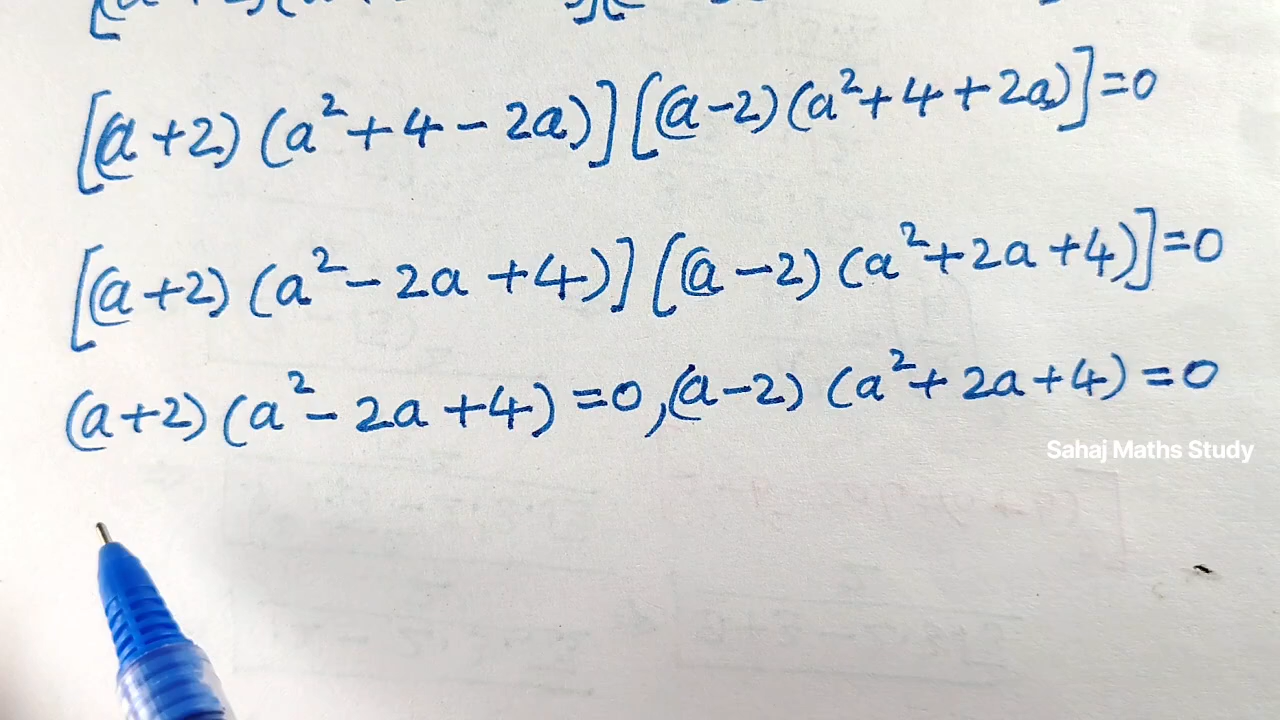 [(a+2)(a²+4-2a)][(a-2)(a²+4+2a)]=0
[(a+2)(a²-2a+4)][(a-2)(a²+2a+4)]=0
(a+2)(a²-2a+4)=0,(a-2)(a²+2a+4)=0
Sahaj Maths Study